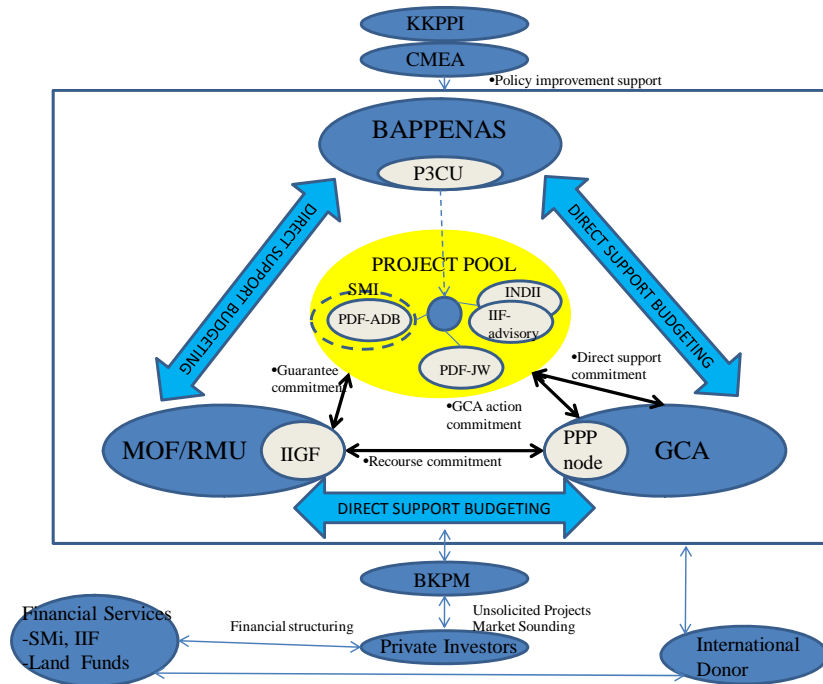 KKPPI
CMEA
•Policy improvement support
BAPPENAS
P3CU
DIRECT SUPPORT BUDGETING
DIRECT SUPPORT BUDGETING
PROJECT POOL
SMI
INDII
PDF-ADB
IIF-
advisory
PDF-JW
•Guarantee
commitment
•Direct support
commitment
•GCA action
commitment
MOF/RMU
IIGF
•Recourse commitment
PPP
node
GCA
DIRECT SUPPORT BUDGETING
BKPM
Financial Services
-SMi, IIF
-Land Funds
Financial structuring
Unsolicited Projects
Market Sounding
Private Investors
International
Donor